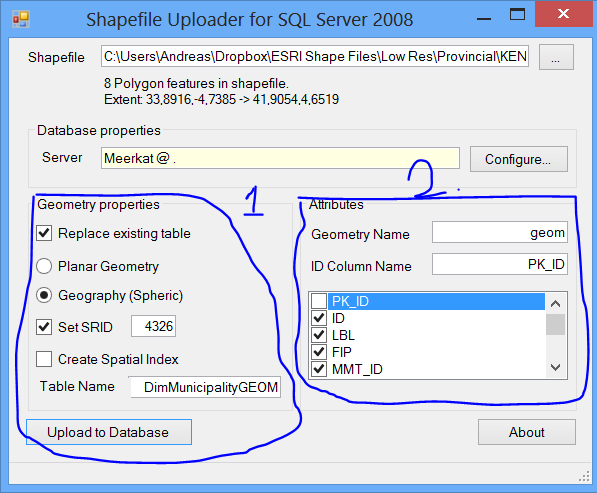 Shapefile Uploader for SQL Server 2008
Shapefile C:\Users\Andreas\Dropbox\ESRI Shape Files\Low Res\Provincial\KEN ...
8 Polygon features in shapefile.
Extent: 33,8916,-4,7385 -> 41,9054,4,6519
Database properties
Server Meerkat @ . Configure...
1
2.
Geometry properties
Replace existing table
Planar Geometry
Geography (Spheric)
Set SRID 4326
Create Spatial Index
Table Name DimMunicipalityGEOM
Attributes
Geometry Name geom
ID Column Name PK_ID
PK_ID
ID
LBL
FIP
MMT_ID
Upload to Database
About